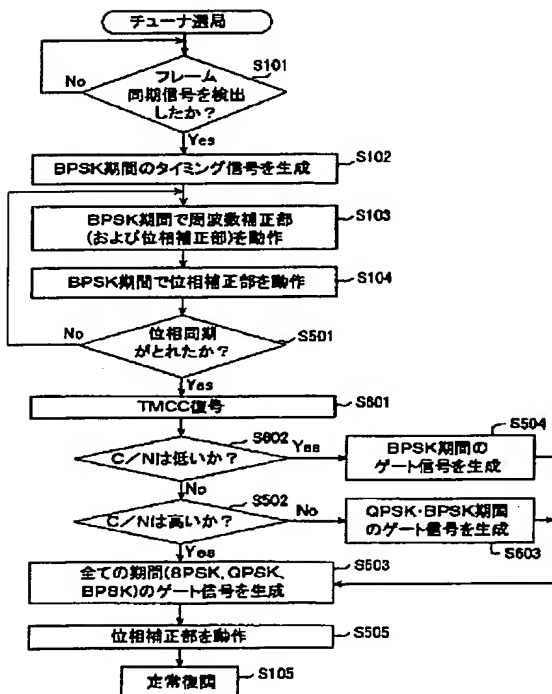 チューナ選局
S101
フレーム
同期信号を検出
したか?
No
Yes
BPSK期間のタイミング信号を生成
S102
BPSK期間で周波数補正部
(および位相補正部)を動作
S103
BPSK期間で位相補正部を動作
S104
位相同期
がとれたか?
S501
No
Yes
TMCC復号
S601
C/Nは低いか?
S602
Yes
No
BPSK期間の
ゲート信号を生成
S504
C/Nは高いか?
S502
No
Yes
QPSK・BPSK期間
のゲート信号を生成
S603
全ての期間(8PSK、QPSK、
BPSK)のゲート信号を生成
S503
位相補正部を動作
S505
定常復調
S105